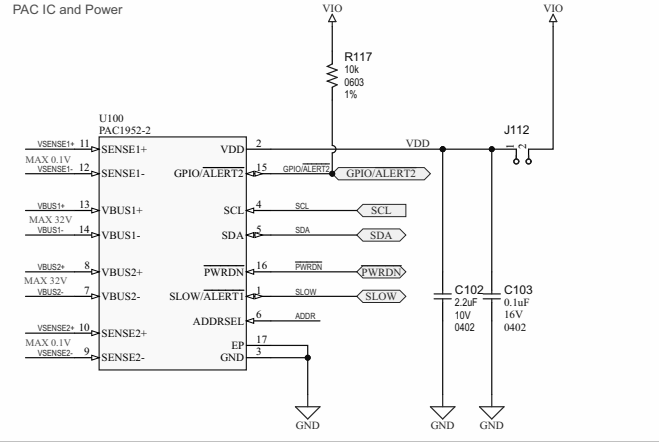 PAC IC and Power
VIO
VIO
R117
10k
0603
1%
U100
PAC1952-2
J112
1
2
VSENSE1+ 11 SENSE1+
VDD 2
VDD
MAX 0.1V
VSENSE1- 12 SENSE1-
GPIO/ALERT2 15 GPIO/ALERT2 GPIO/ALERT2
VBUS1+ 13 VBUS1+
SCL 4 SCL SCL
MAX 32V
VBUS1- 14 VBUS1-
SDA 5 SDA SDA
VBUS2+ 8 VBUS2+
PWRDN 16 PWRDN PWRDN
MAX 32V
VBUS2- 7 VBUS2-
SLOW/ALERT1 1 SLOW SLOW
ADDRSEL 6 ADDR
VSENSE2+ 10 SENSE2+
MAX 0.1V
EP 17
VSENSE2- 9 SENSE2-
GND 3
C102
2.2uF
10V
0402
C103
0.1uF
16V
0402
GND
GND
GND